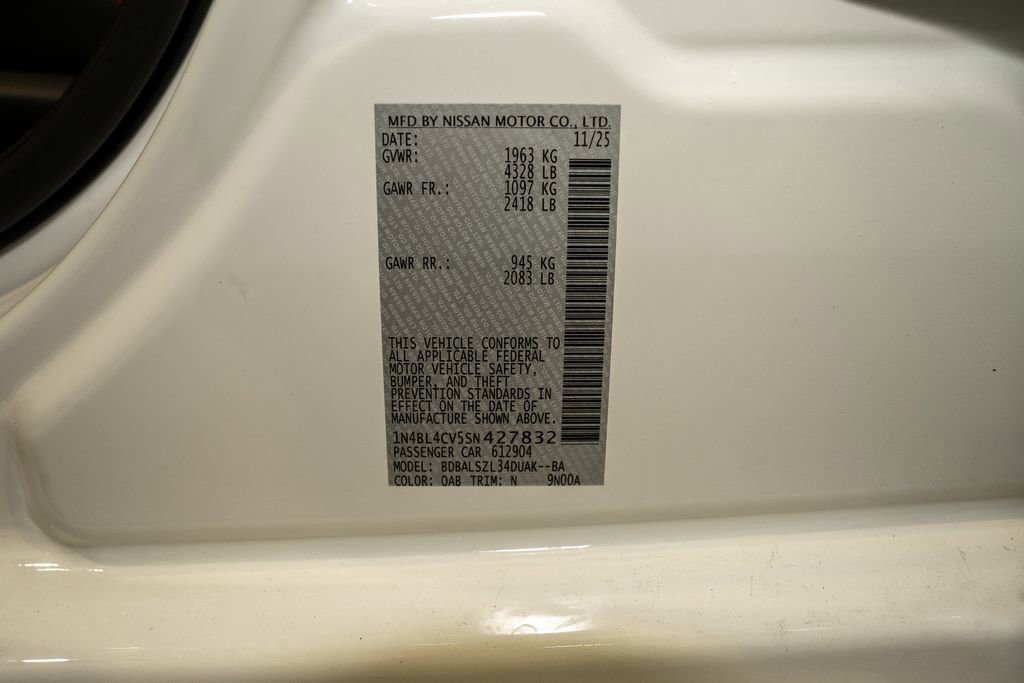 MFD BY NISSAN MOTOR CO., LTD.
DATE: 11/25
GVWR: 1963 KG
4328 LB
GAWR FR.: 1097 KG
2418 LB
GAWR RR.: 945 KG
2083 LB
THIS VEHICLE CONFORMS TO
ALL APPLICABLE FEDERAL
MOTOR VEHICLE SAFETY,
BUMPER, AND THEFT
PREVENTION STANDARDS IN
EFFECT ON THE DATE OF
MANUFACTURE SHOWN ABOVE.
1N4BL4CV5SN427832
PASSENGER CAR 612904
MODEL: BDBALSZL34DUAK--BA
COLOR: QAB TRIM: N 9N00A